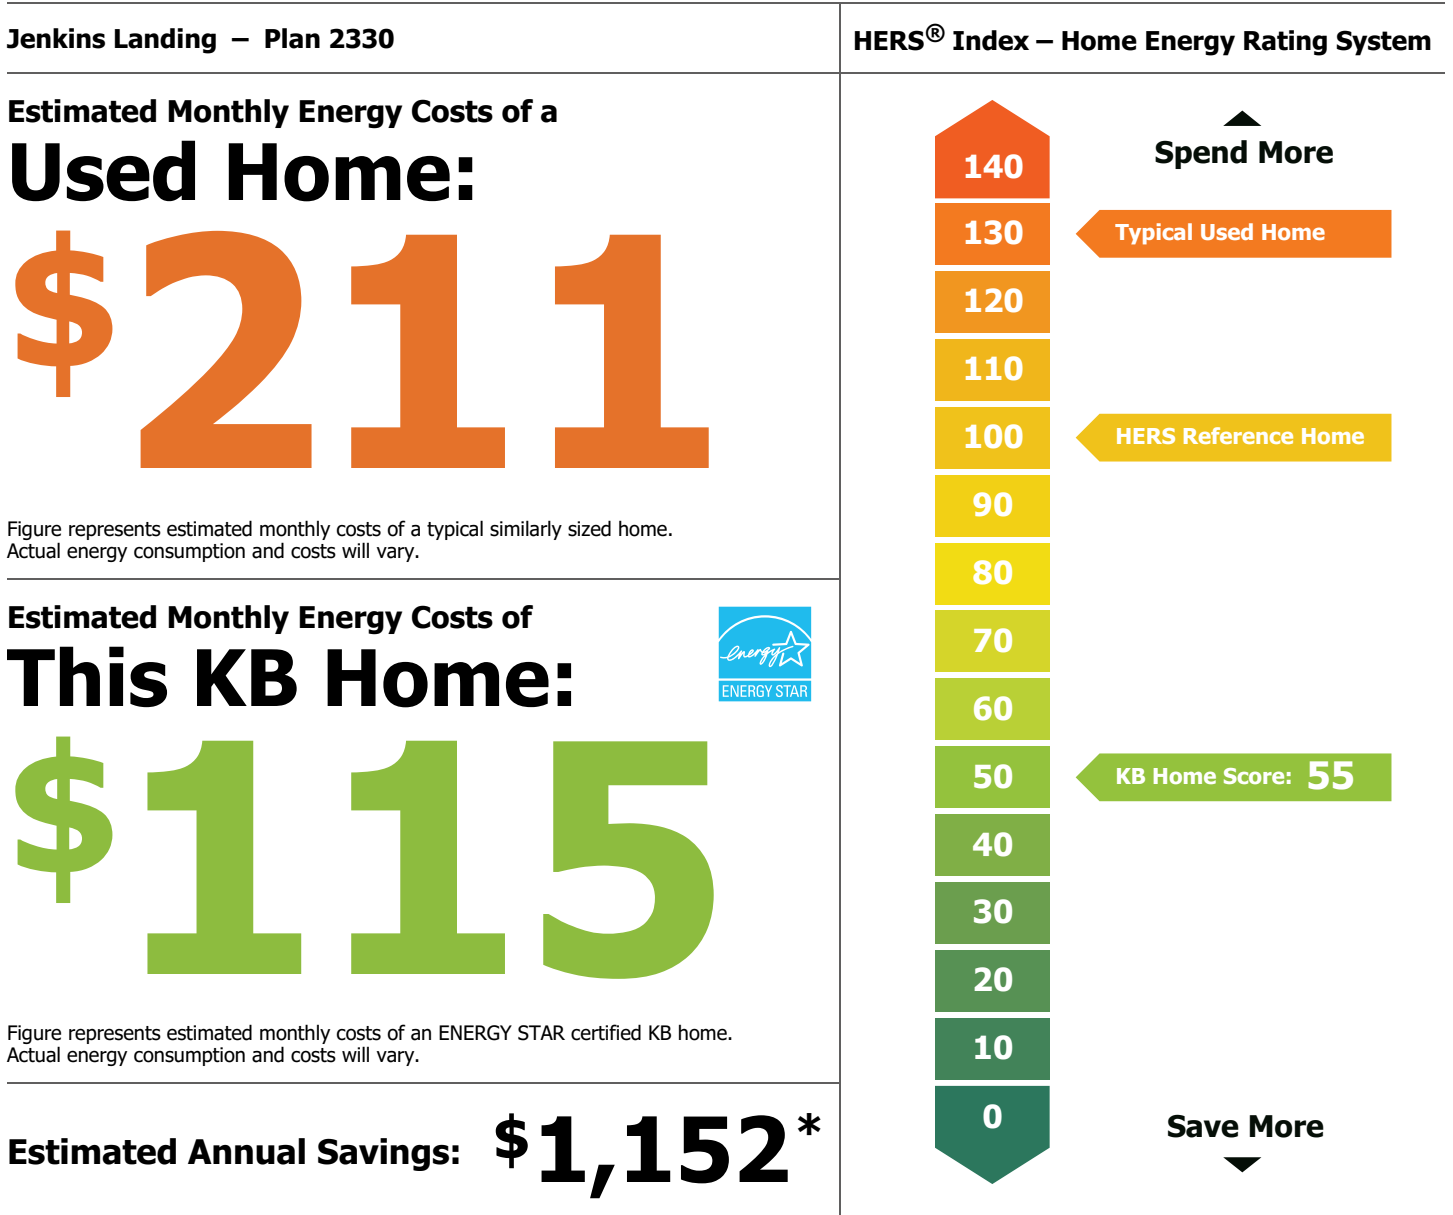 Jenkins Landing – Plan 2330
Estimated Monthly Energy Costs of a
Used Home:
$211
Figure represents estimated monthly costs of a typical similarly sized home.
Actual energy consumption and costs will vary.
Estimated Monthly Energy Costs of
This KB Home:
energy
ENERGY STAR
$115
Figure represents estimated monthly costs of an ENERGY STAR certified KB home.
Actual energy consumption and costs will vary.
Estimated Annual Savings: $1,152*
HERS® Index – Home Energy Rating System
Spend More
140
130 Typical Used Home
120
110
100 HERS Reference Home
90
80
70
60
50 KB Home Score: 55
40
30
20
10
0
Save More